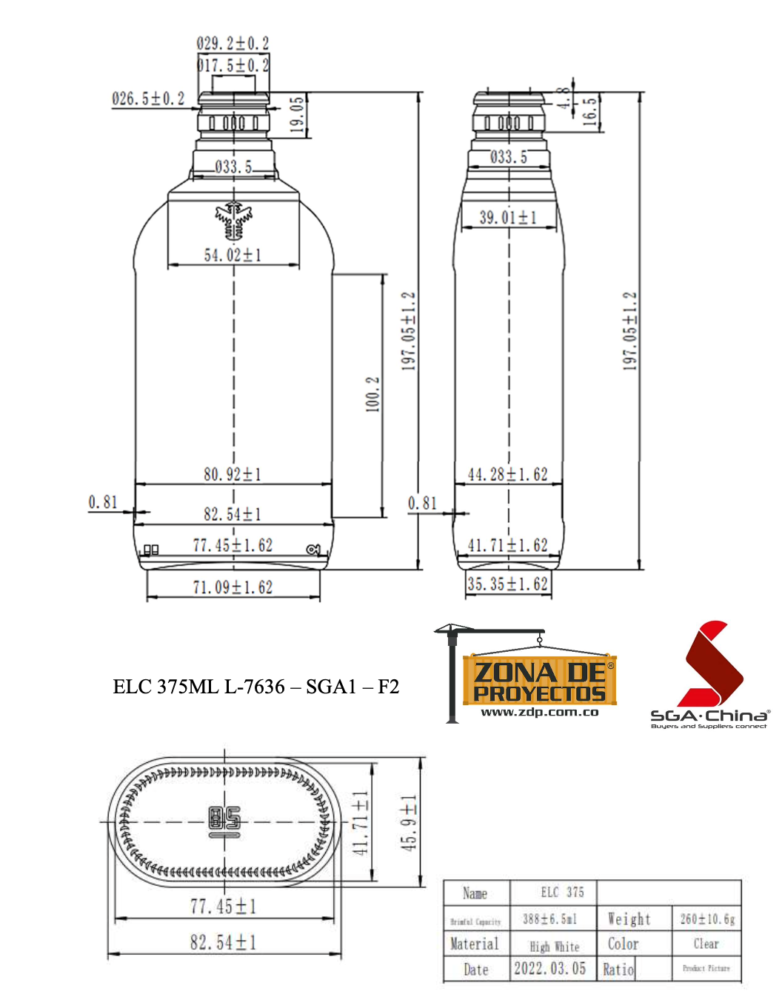 Ø29.2±0.2
Ø17.5±0.2
Ø26.5±0.2
19.05
4.8
16.5
Ø33.5
Ø33.5
39.01±1
54.02±1
197.05±1.2
197.05±1.2
100.2
80.92±1
44.28±1.62
0.81
0.81
82.54±1
77.45±1.62
41.71±1.62
71.09±1.62
35.35±1.62
ELC 375ML L-7636 – SGA1 – F2
ZONA DE®
PROYECTOS
www.zdp.com.co
SGA·China®
Buyers and Suppliers connect
85
41.71±1
45.9±1
77.45±1
82.54±1
Name ELC 375
Brimful Capacity 388±6.5ml Weight 260±10.6g
Material High White Color Clear
Date 2022.03.05 Ratio Product Picture